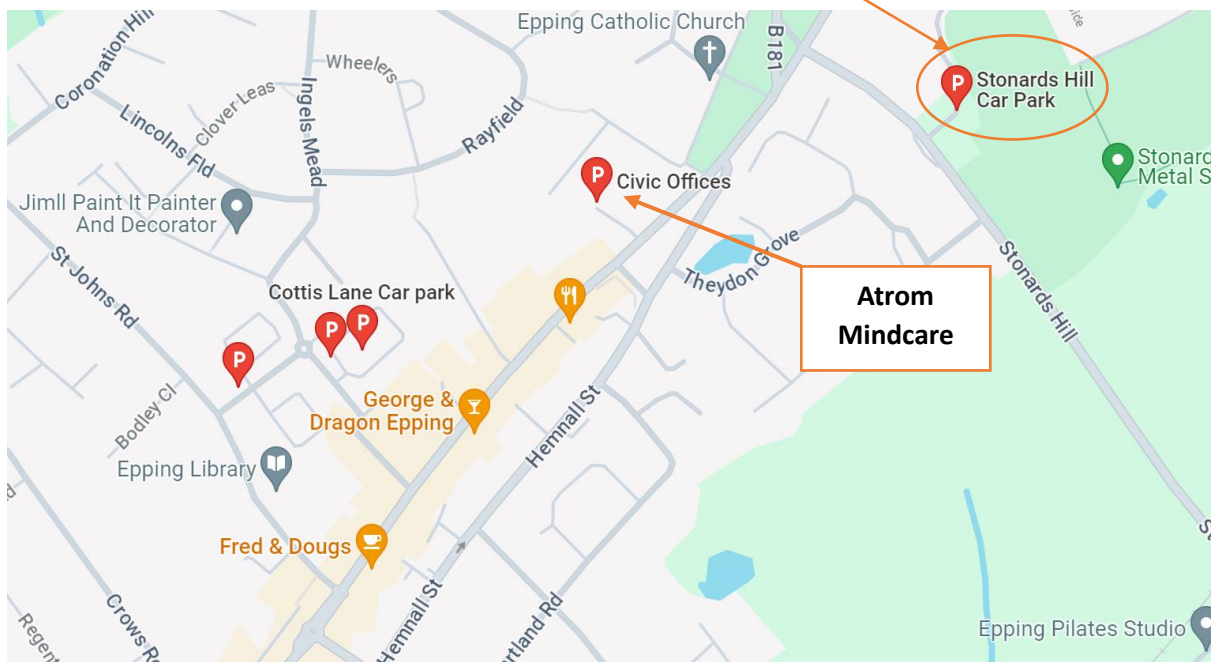 Epping Catholic Church
B181
Coronation Hill
Wheelers
Clover Leas
Ingels Mead
Lincolns Fld
Rayfield
Stonards Hill
Car Park
Civic Offices
Stonard
Metal S
Jimll Paint It Painter
And Decorator
St Johns Rd
Theydon Grove
Atrom
Mindcare
Stonards Hill
Cottis Lane Car park
Bodley Cl
George &
Dragon Epping
Hemnall St
Epping Library
Fred & Dougs
Hemnall St
Crows Ro
Regent
rtland Rd
St
Epping Pilates Studio
P
P
P
P
P